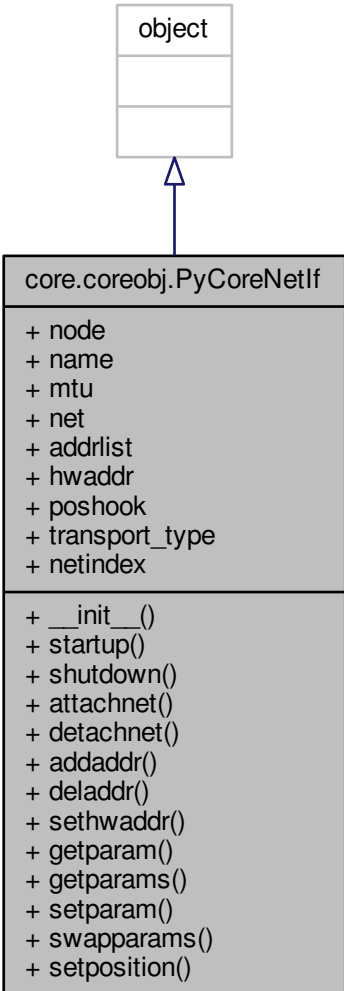 object
core.coreobj.PyCoreNetIf
+ node
+ name
+ mtu
+ net
+ addrlist
+ hwaddr
+ poshook
+ transport_type
+ netindex
+ __init__()
+ startup()
+ shutdown()
+ attachnet()
+ detachnet()
+ addaddr()
+ deladdr()
+ sethwaddr()
+ getparam()
+ getparams()
+ setparam()
+ swapparams()
+ setposition()